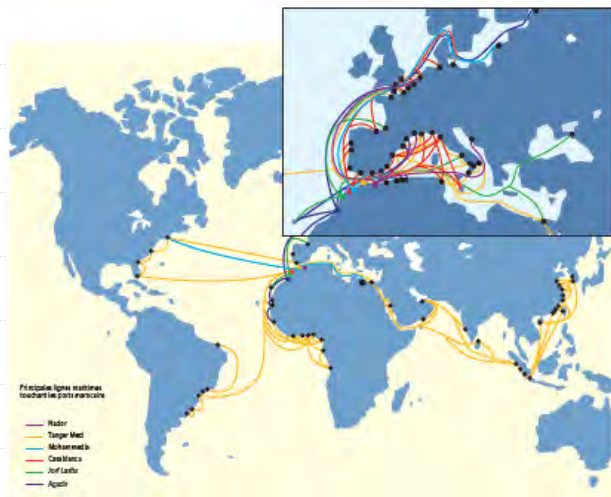 Principales lignes maritimes
touchant les ports marocains
Nador
Tanger Med
Mohammedia
Casablanca
Jorf Lasfar
Agadir